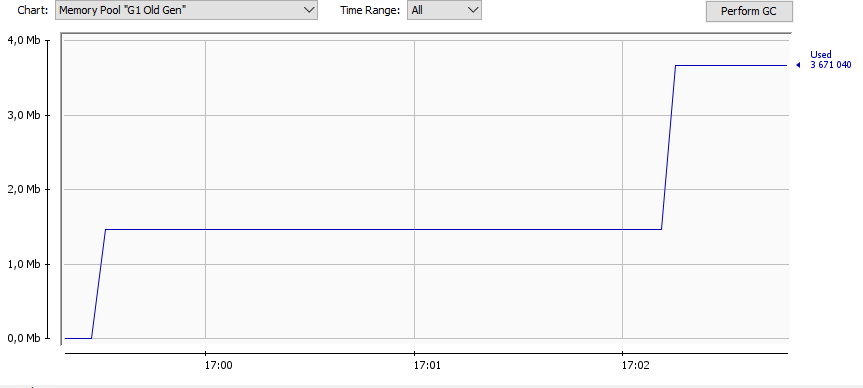 Chart: Memory Pool "G1 Old Gen" Time Range: All Perform GC
4,0 Mb
Used
3 671 040
3,0 Mb
2,0 Mb
1,0 Mb
0,0 Mb
17:00 17:01 17:02